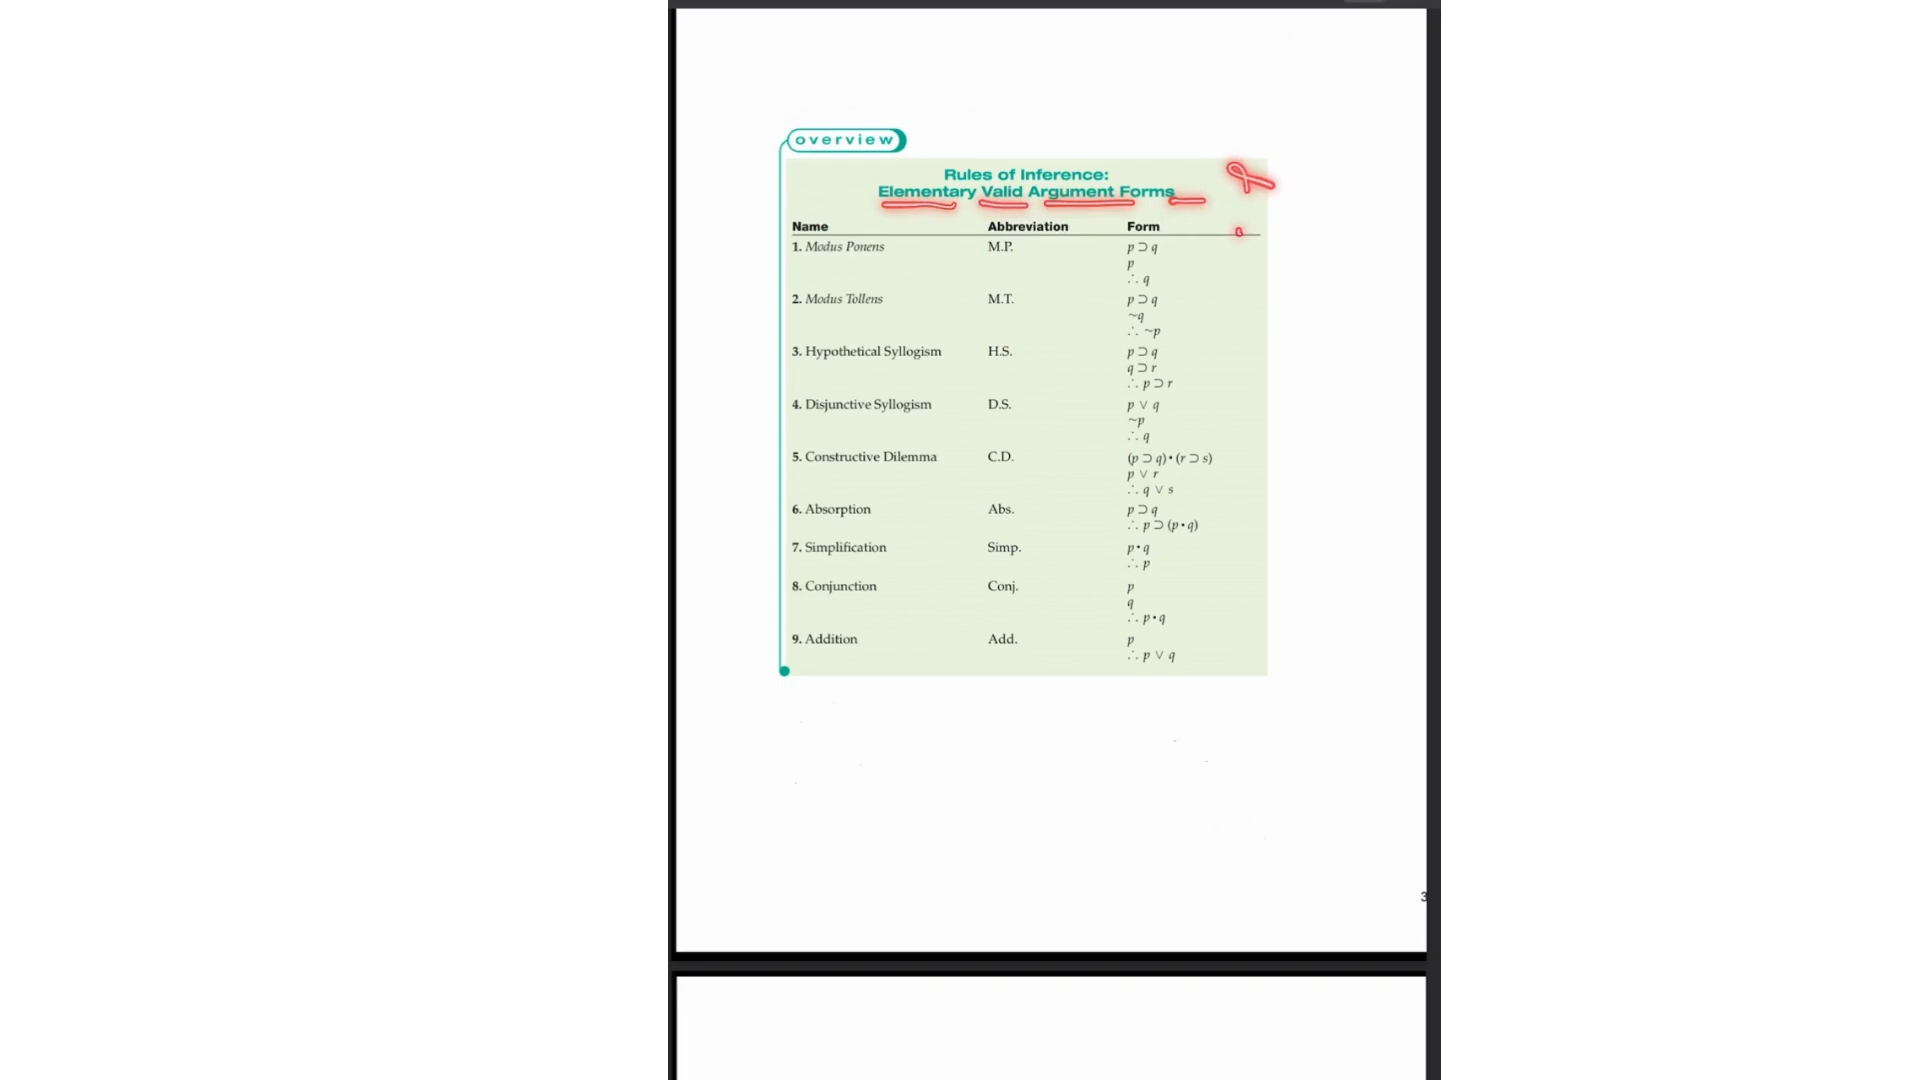 overview
Rules of Inference:
Elementary Valid Argument Forms
Name Abbreviation Form
1. Modus Ponens M.P. p ⊃ q
p
∴ q
2. Modus Tollens M.T. p ⊃ q
~q
∴ ~p
3. Hypothetical Syllogism H.S. p ⊃ q
q ⊃ r
∴ p ⊃ r
4. Disjunctive Syllogism D.S. p ∨ q
~p
∴ q
5. Constructive Dilemma C.D. (p ⊃ q) • (r ⊃ s)
p ∨ r
∴ q ∨ s
6. Absorption Abs. p ⊃ q
∴ p ⊃ (p • q)
7. Simplification Simp. p • q
∴ p
8. Conjunction Conj. p
q
∴ p • q
9. Addition Add. p
∴ p ∨ q
3